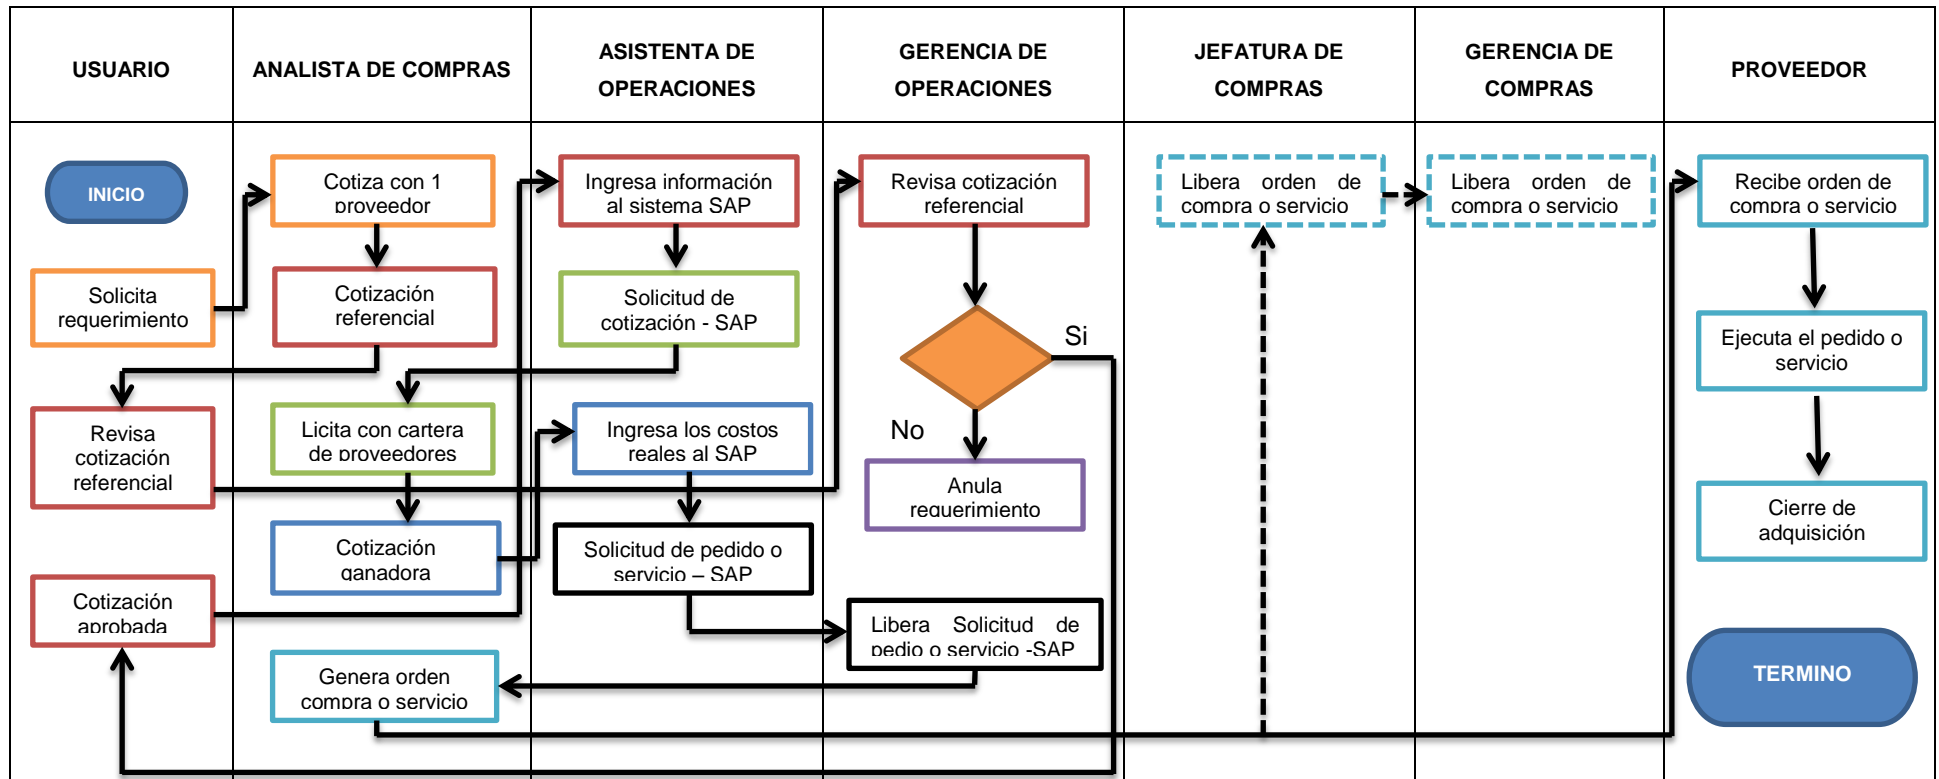 USUARIO
ANALISTA DE COMPRAS
ASISTENTA DE
OPERACIONES
GERENCIA DE
OPERACIONES
JEFATURA DE
COMPRAS
GERENCIA DE
COMPRAS
PROVEEDOR
INICIO
Solicita
requerimiento
Revisa
cotización
referencial
Cotización
aprobada
Cotiza con 1
proveedor
Cotización
referencial
Licita con cartera
de proveedores
Cotización
ganadora
Genera orden
compra o servicio
Ingresa información
al sistema SAP
Solicitud de
cotización - SAP
Ingresa los costos
reales al SAP
Solicitud de pedido o
servicio – SAP
Revisa cotización
referencial
Si
No
Anula
requerimiento
Libera Solicitud de
pedio o servicio -SAP
Libera orden de
compra o servicio
Libera orden de
compra o servicio
Recibe orden de
compra o servicio
Ejecuta el pedido o
servicio
Cierre de
adquisición
TERMINO